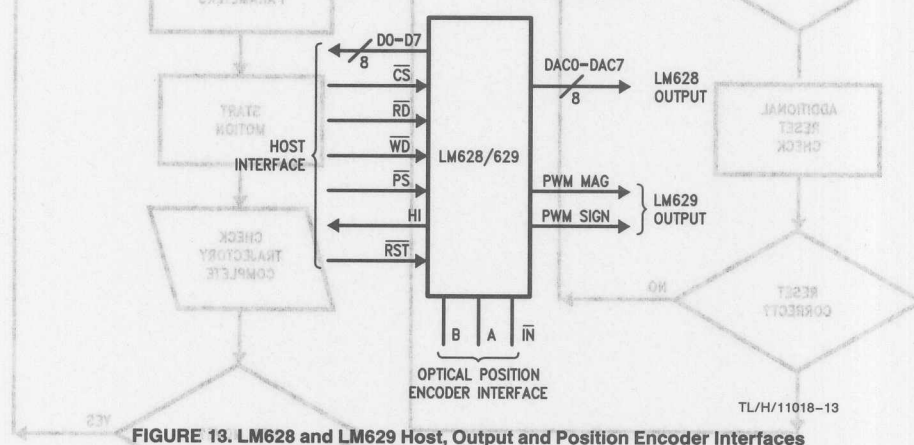 D0-D7
8
CS
RD
WD
PS
HI
RST
HOST
INTERFACE
LM628/629
DAC0-DAC7
8
LM628
OUTPUT
PWM MAG
PWM SIGN
LM629
OUTPUT
B A IN
OPTICAL POSITION
ENCODER INTERFACE
TL/H/11018-13
FIGURE 13. LM628 and LM629 Host, Output and Position Encoder Interfaces
START
MOTION
CHECK
TRAJECTORY
COMPLETE
YES
ADDITIONAL
RESET
CHECK
NO
RESET
CORRECT?